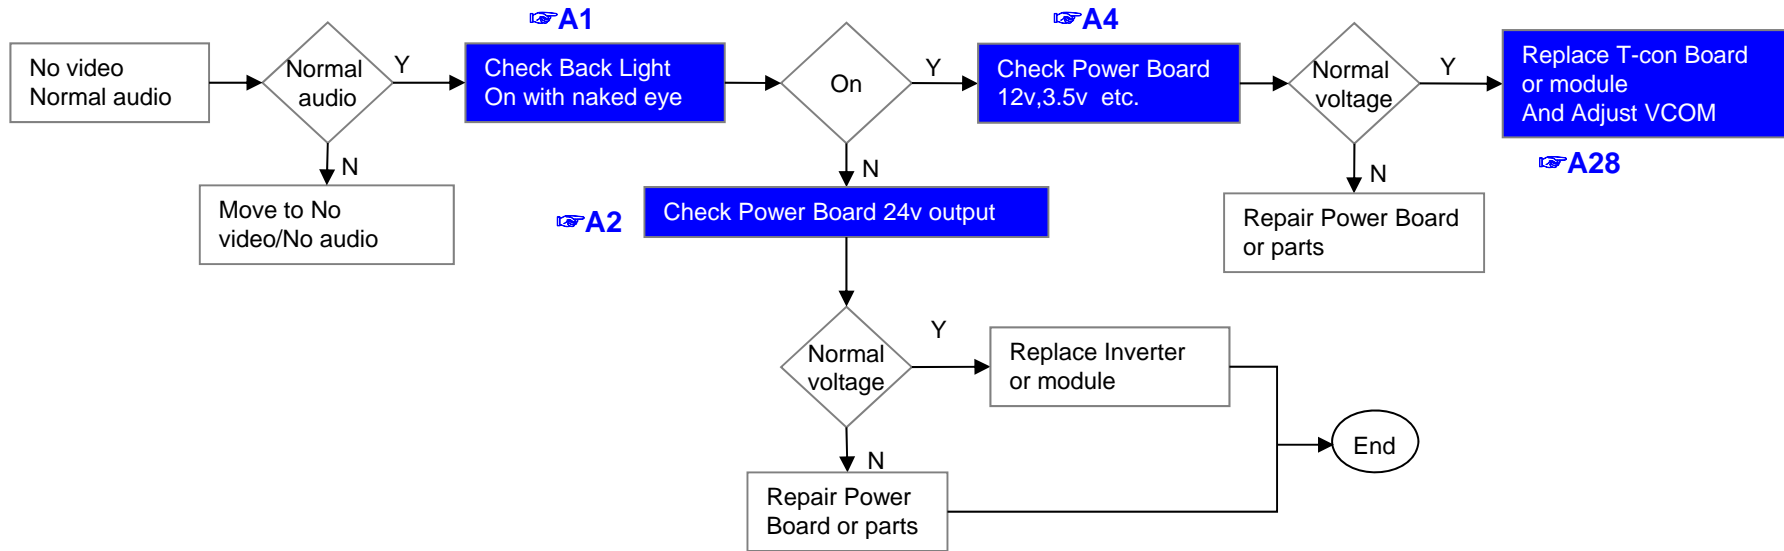 ☞A1
☞A4
No video
Normal audio
Normal
audio
Y
Check Back Light
On with naked eye
On
Y
Check Power Board
12v,3.5v etc.
Normal
voltage
Y
Replace T-con Board
or module
And Adjust VCOM
☞A28
N
Move to No
video/No audio
N
☞A2
Check Power Board 24v output
N
Repair Power Board
or parts
Normal
voltage
Y
Replace Inverter
or module
End
N
Repair Power
Board or parts